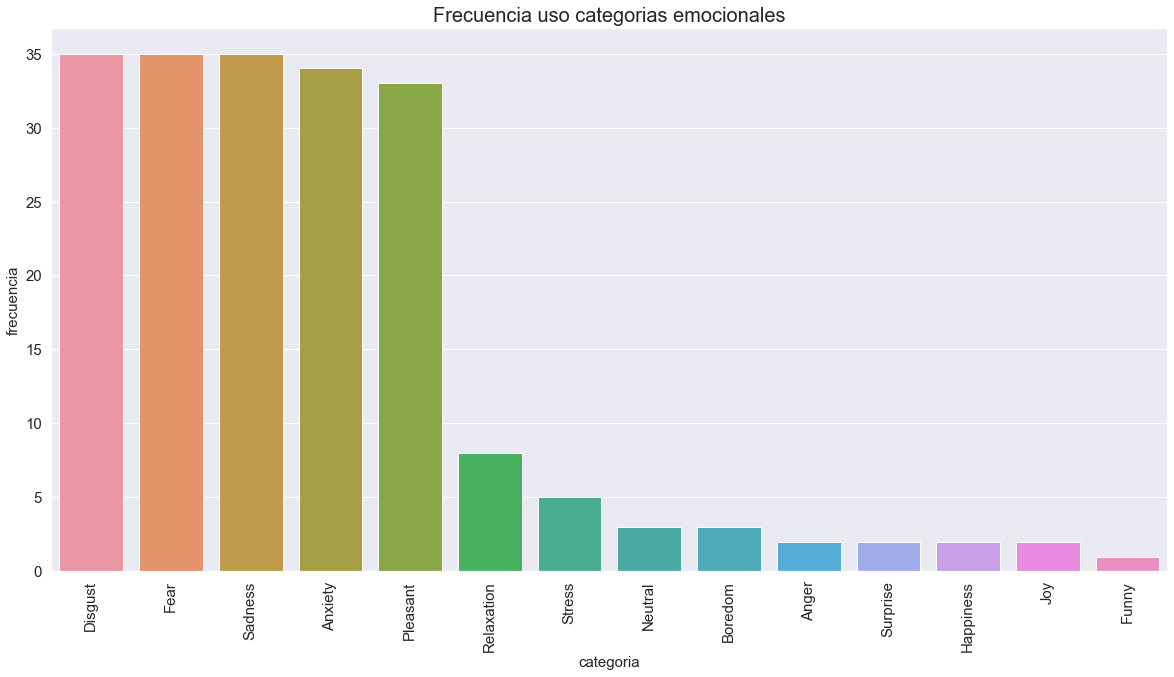 Frecuencia uso categorias emocionales
frecuencia
35
30
25
20
15
10
5
0
Disgust
Fear
Sadness
Anxiety
Pleasant
Relaxation
Stress
Neutral
Boredom
Anger
Surprise
Happiness
Joy
Funny
categoria